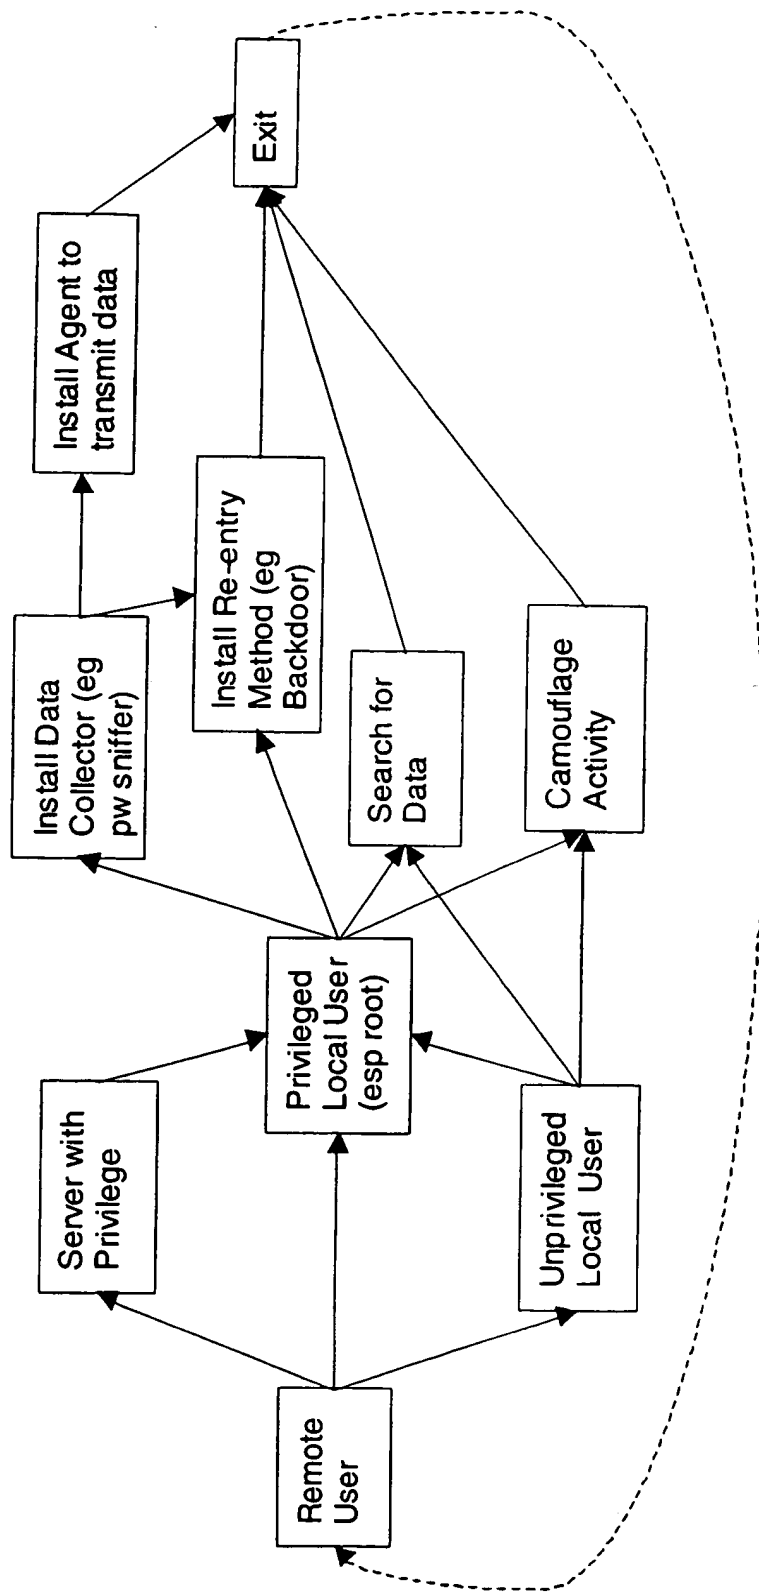 Remote
User
Server with
Privilege
Privileged
Local User
(esp root)
Unprivileged
Local User
Install Data
Collector (eg
pw sniffer)
Install Re-entry
Method (eg
Backdoor)
Search for
Data
Camouflage
Activity
Install Agent to
transmit data
Exit